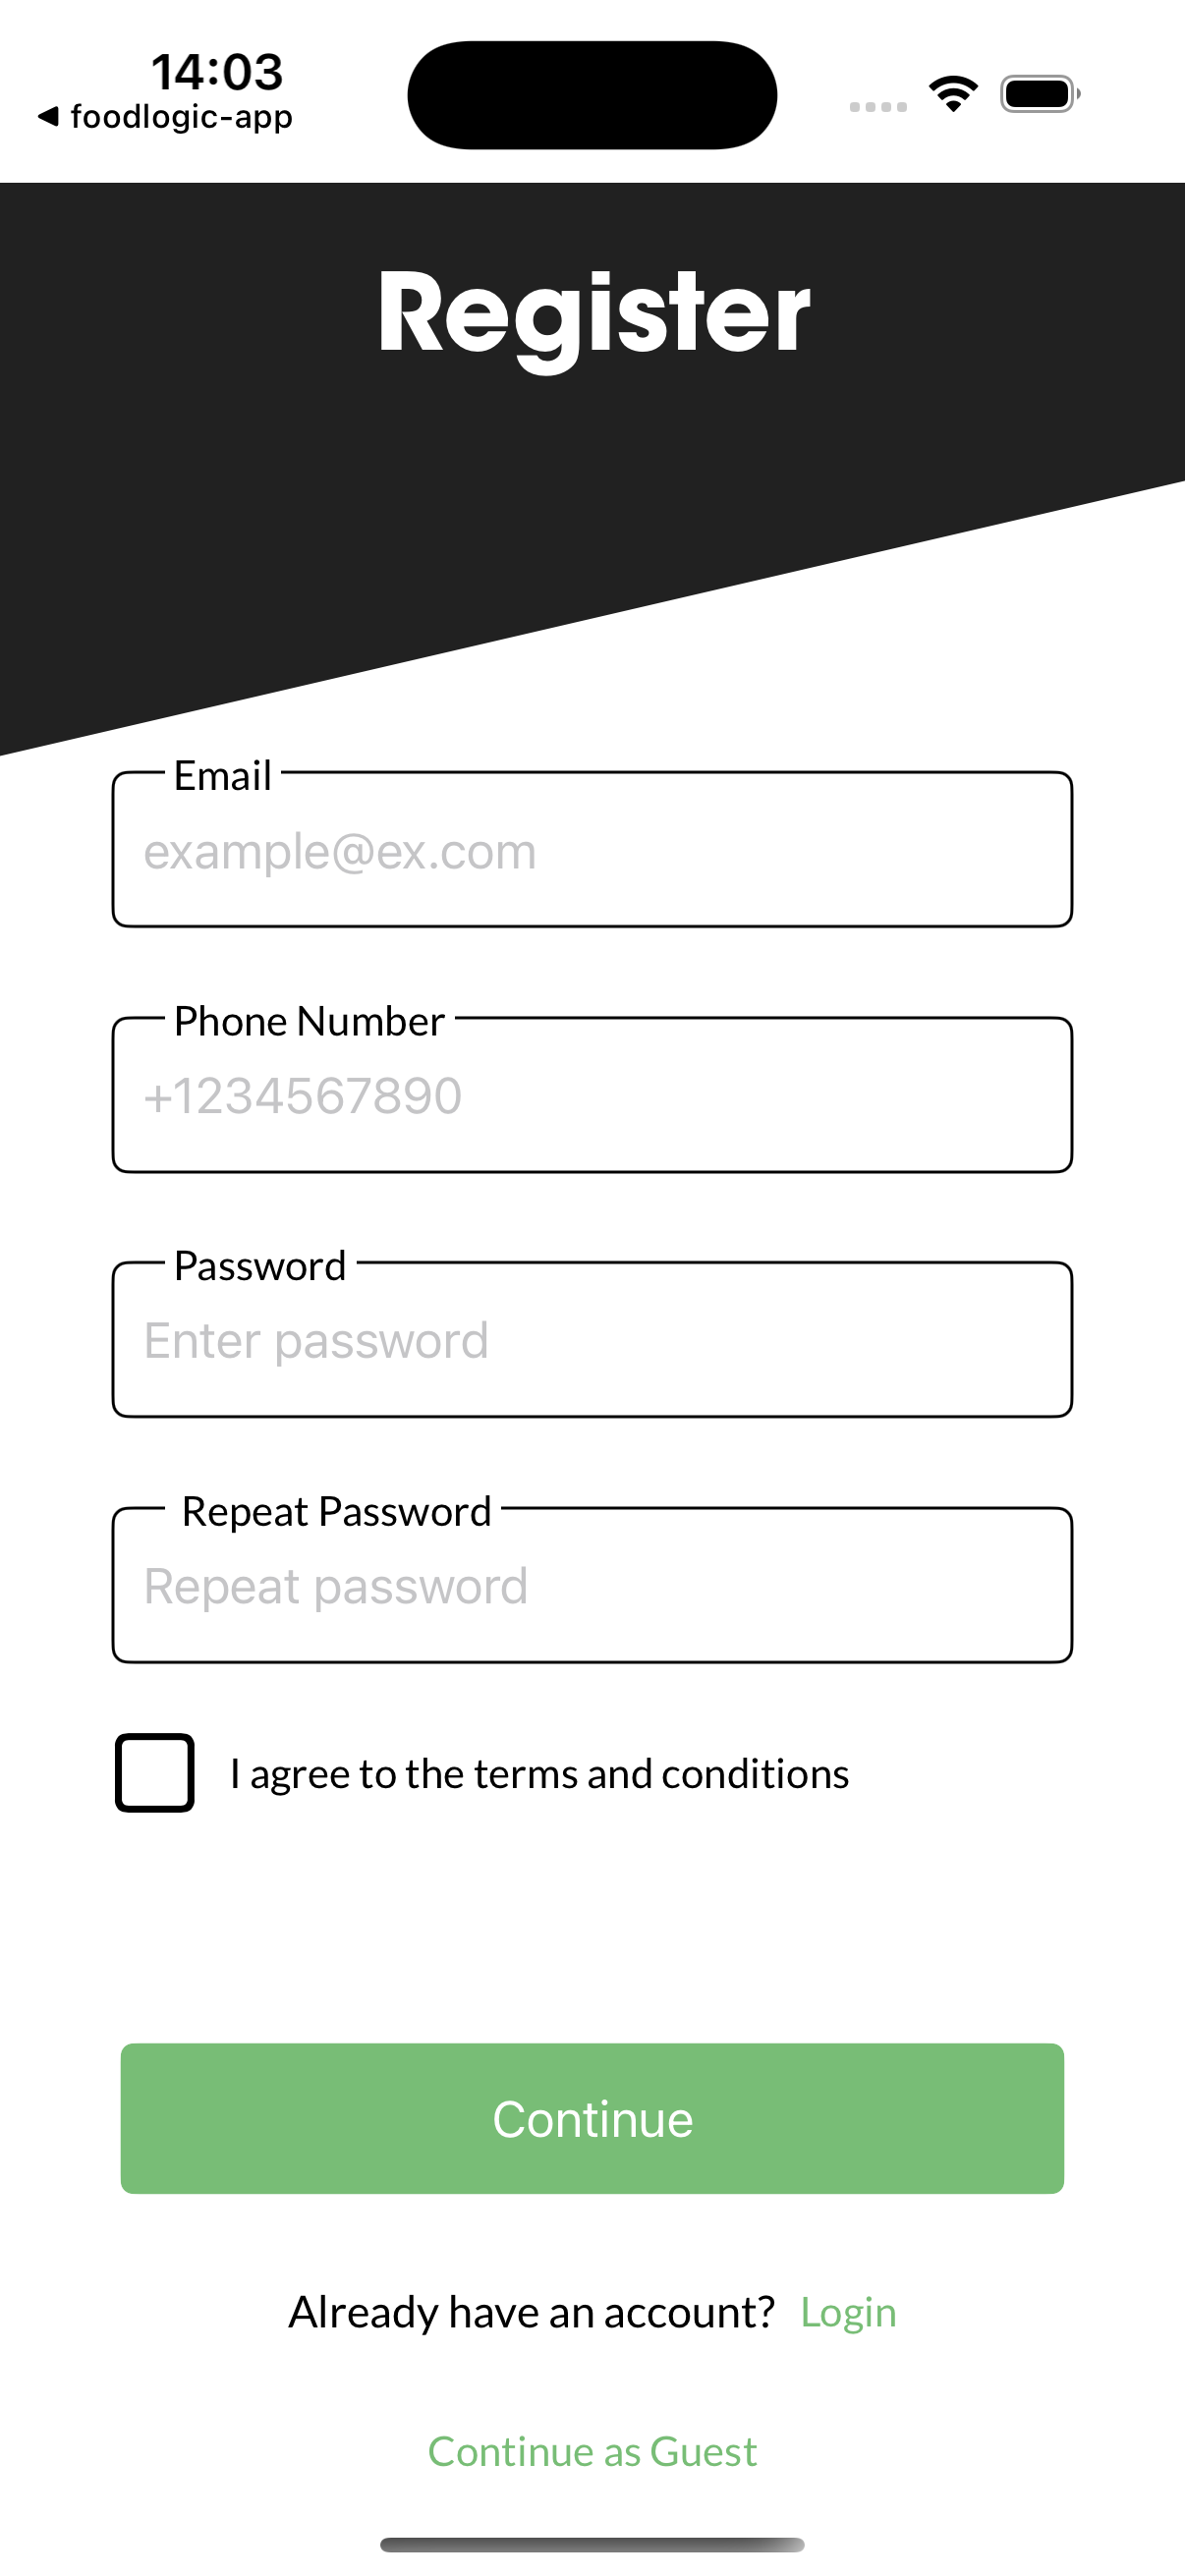 14:03
◀ foodlogic-app
Register
Email
example@ex.com
Phone Number
+1234567890
Password
Enter password
Repeat Password
Repeat password
I agree to the terms and conditions
Continue
Already have an account? Login
Continue as Guest